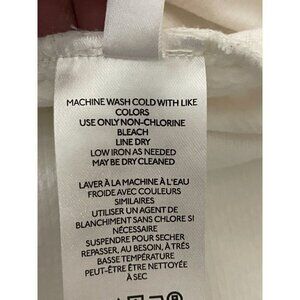 MACHINE WASH COLD WITH LIKE
COLORS
USE ONLY NON-CHLORINE
BLEACH
LINE DRY
LOW IRON AS NEEDED
MAY BE DRY CLEANED
LAVER À LA MACHINE À L'EAU
FROIDE AVEC COULEURS
SIMILAIRES
UTILISER UN AGENT DE
BLANCHIMENT SANS CHLORE SI
NÉCESSAIRE
SUSPENDRE POUR SECHER
REPASSER, AU BESOIN, À TRÉS
BASSE TEMPÉRATURE
PEUT-ÊTRE ÊTRE NETTOYÉE
À SEC